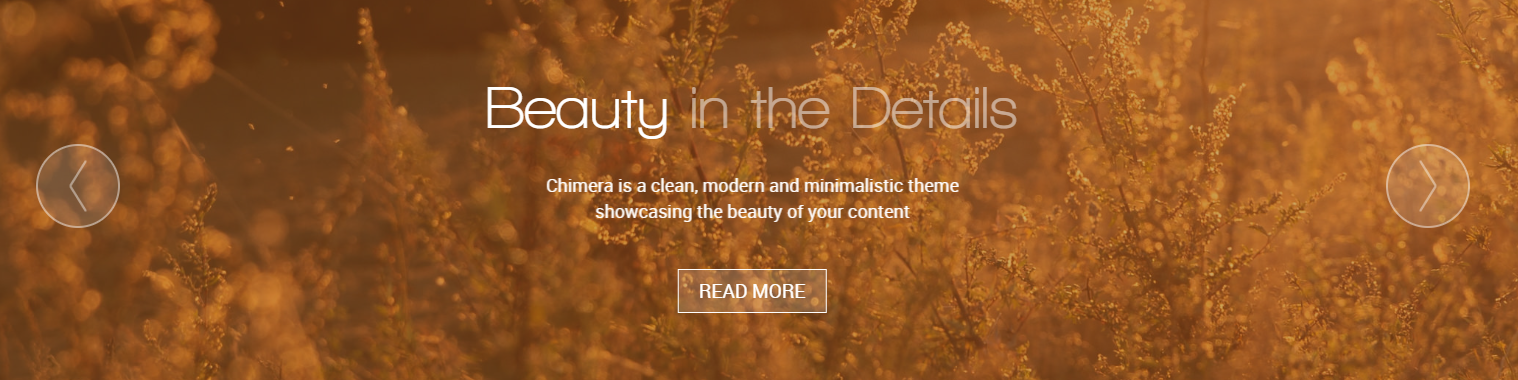 Beauty in the Details
Chimera is a clean, modern and minimalistic theme
showcasing the beauty of your content
READ MORE